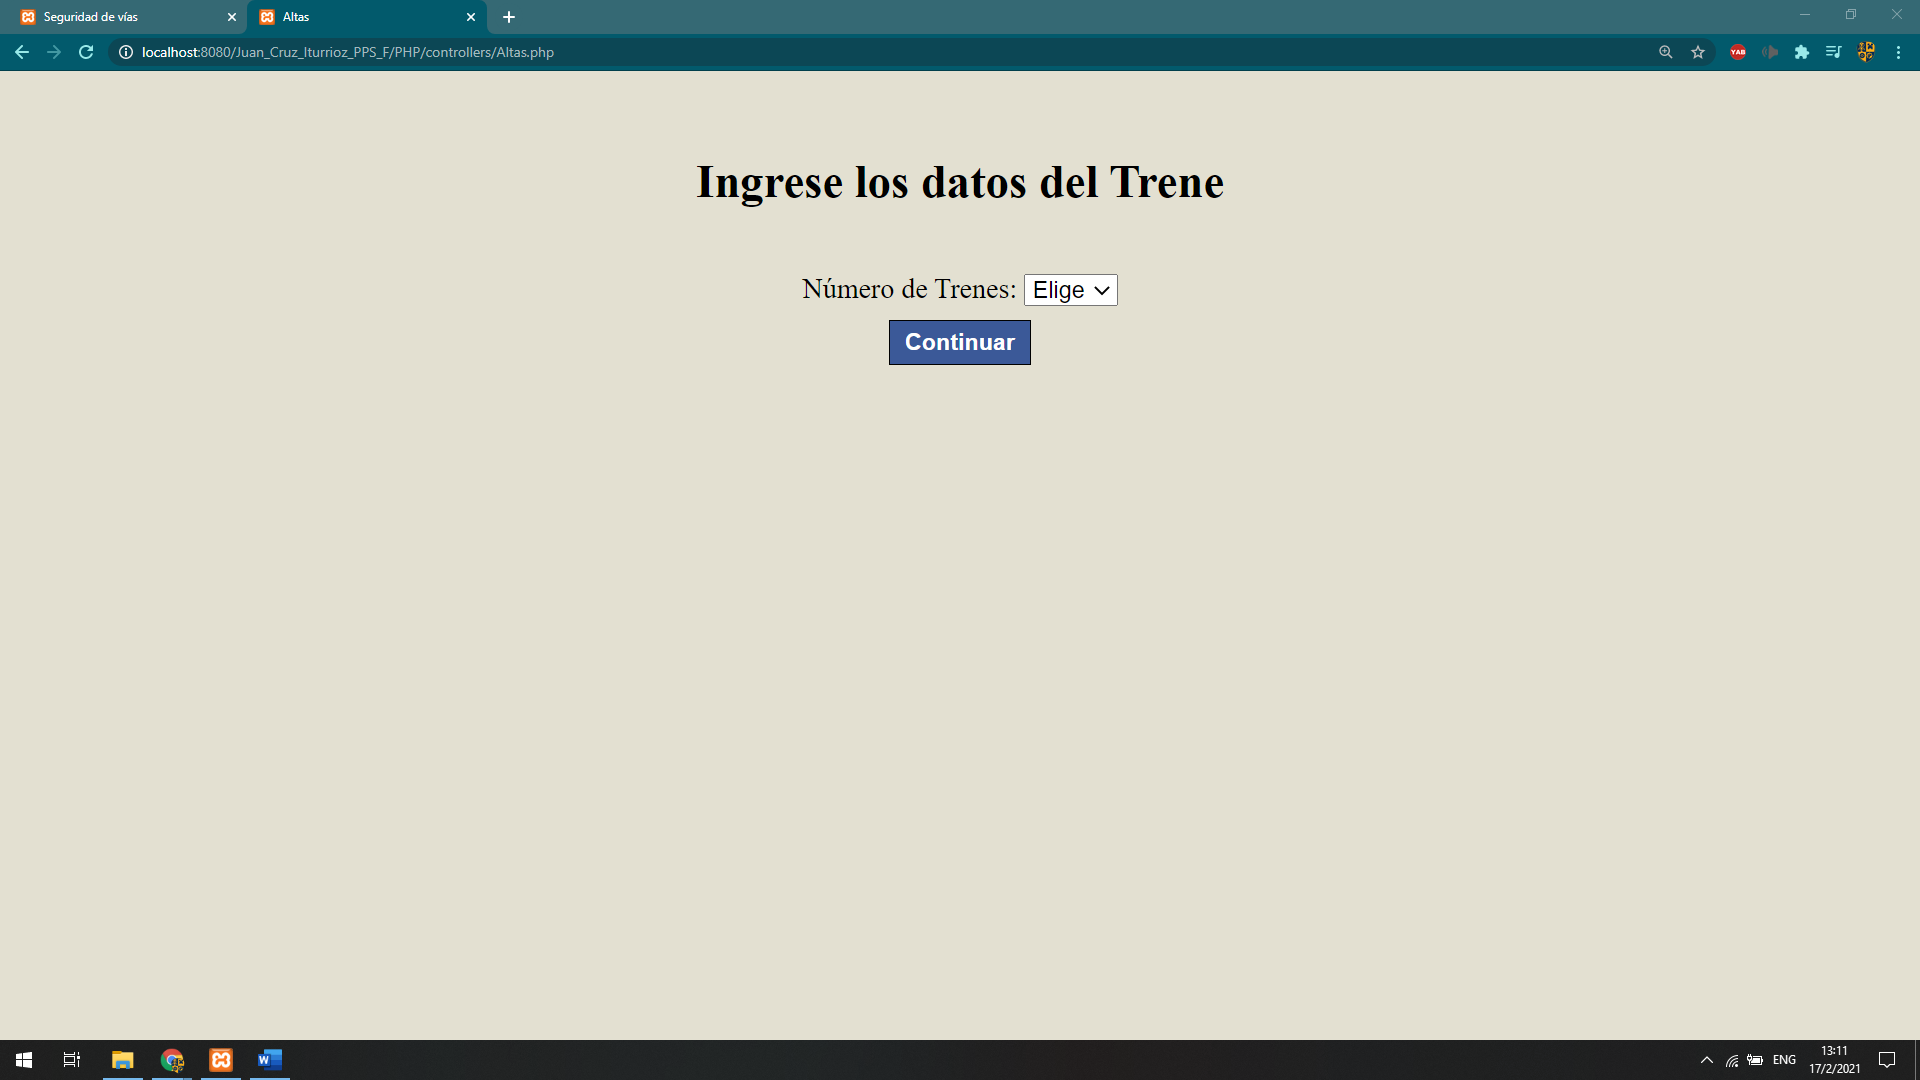 Seguridad de vías
Altas
localhost:8080/Juan_Cruz_Iturrioz_PPS_F/PHP/controllers/Altas.php
YAB
Ingrese los datos del Trene
Número de Trenes: Elige
Continuar
W
ENG
13:11
17/2/2021